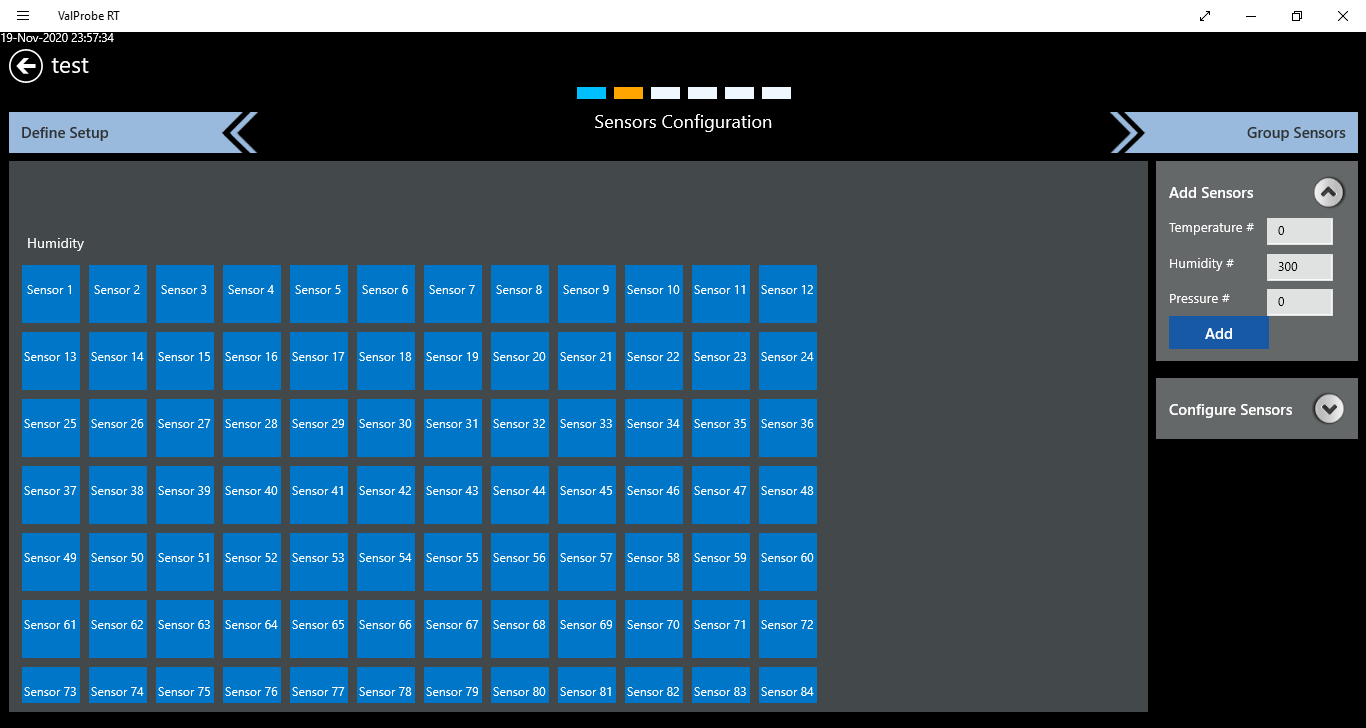 ValProbe RT
19-Nov-2020 23:57:34
test
Sensors Configuration
Define Setup
Group Sensors
Humidity
Sensor 1 Sensor 2 Sensor 3 Sensor 4 Sensor 5 Sensor 6 Sensor 7 Sensor 8 Sensor 9 Sensor 10 Sensor 11 Sensor 12
Sensor 13 Sensor 14 Sensor 15 Sensor 16 Sensor 17 Sensor 18 Sensor 19 Sensor 20 Sensor 21 Sensor 22 Sensor 23 Sensor 24
Sensor 25 Sensor 26 Sensor 27 Sensor 28 Sensor 29 Sensor 30 Sensor 31 Sensor 32 Sensor 33 Sensor 34 Sensor 35 Sensor 36
Sensor 37 Sensor 38 Sensor 39 Sensor 40 Sensor 41 Sensor 42 Sensor 43 Sensor 44 Sensor 45 Sensor 46 Sensor 47 Sensor 48
Sensor 49 Sensor 50 Sensor 51 Sensor 52 Sensor 53 Sensor 54 Sensor 55 Sensor 56 Sensor 57 Sensor 58 Sensor 59 Sensor 60
Sensor 61 Sensor 62 Sensor 63 Sensor 64 Sensor 65 Sensor 66 Sensor 67 Sensor 68 Sensor 69 Sensor 70 Sensor 71 Sensor 72
Sensor 73 Sensor 74 Sensor 75 Sensor 76 Sensor 77 Sensor 78 Sensor 79 Sensor 80 Sensor 81 Sensor 82 Sensor 83 Sensor 84
Add Sensors
Temperature # 0
Humidity # 300
Pressure # 0
Add
Configure Sensors